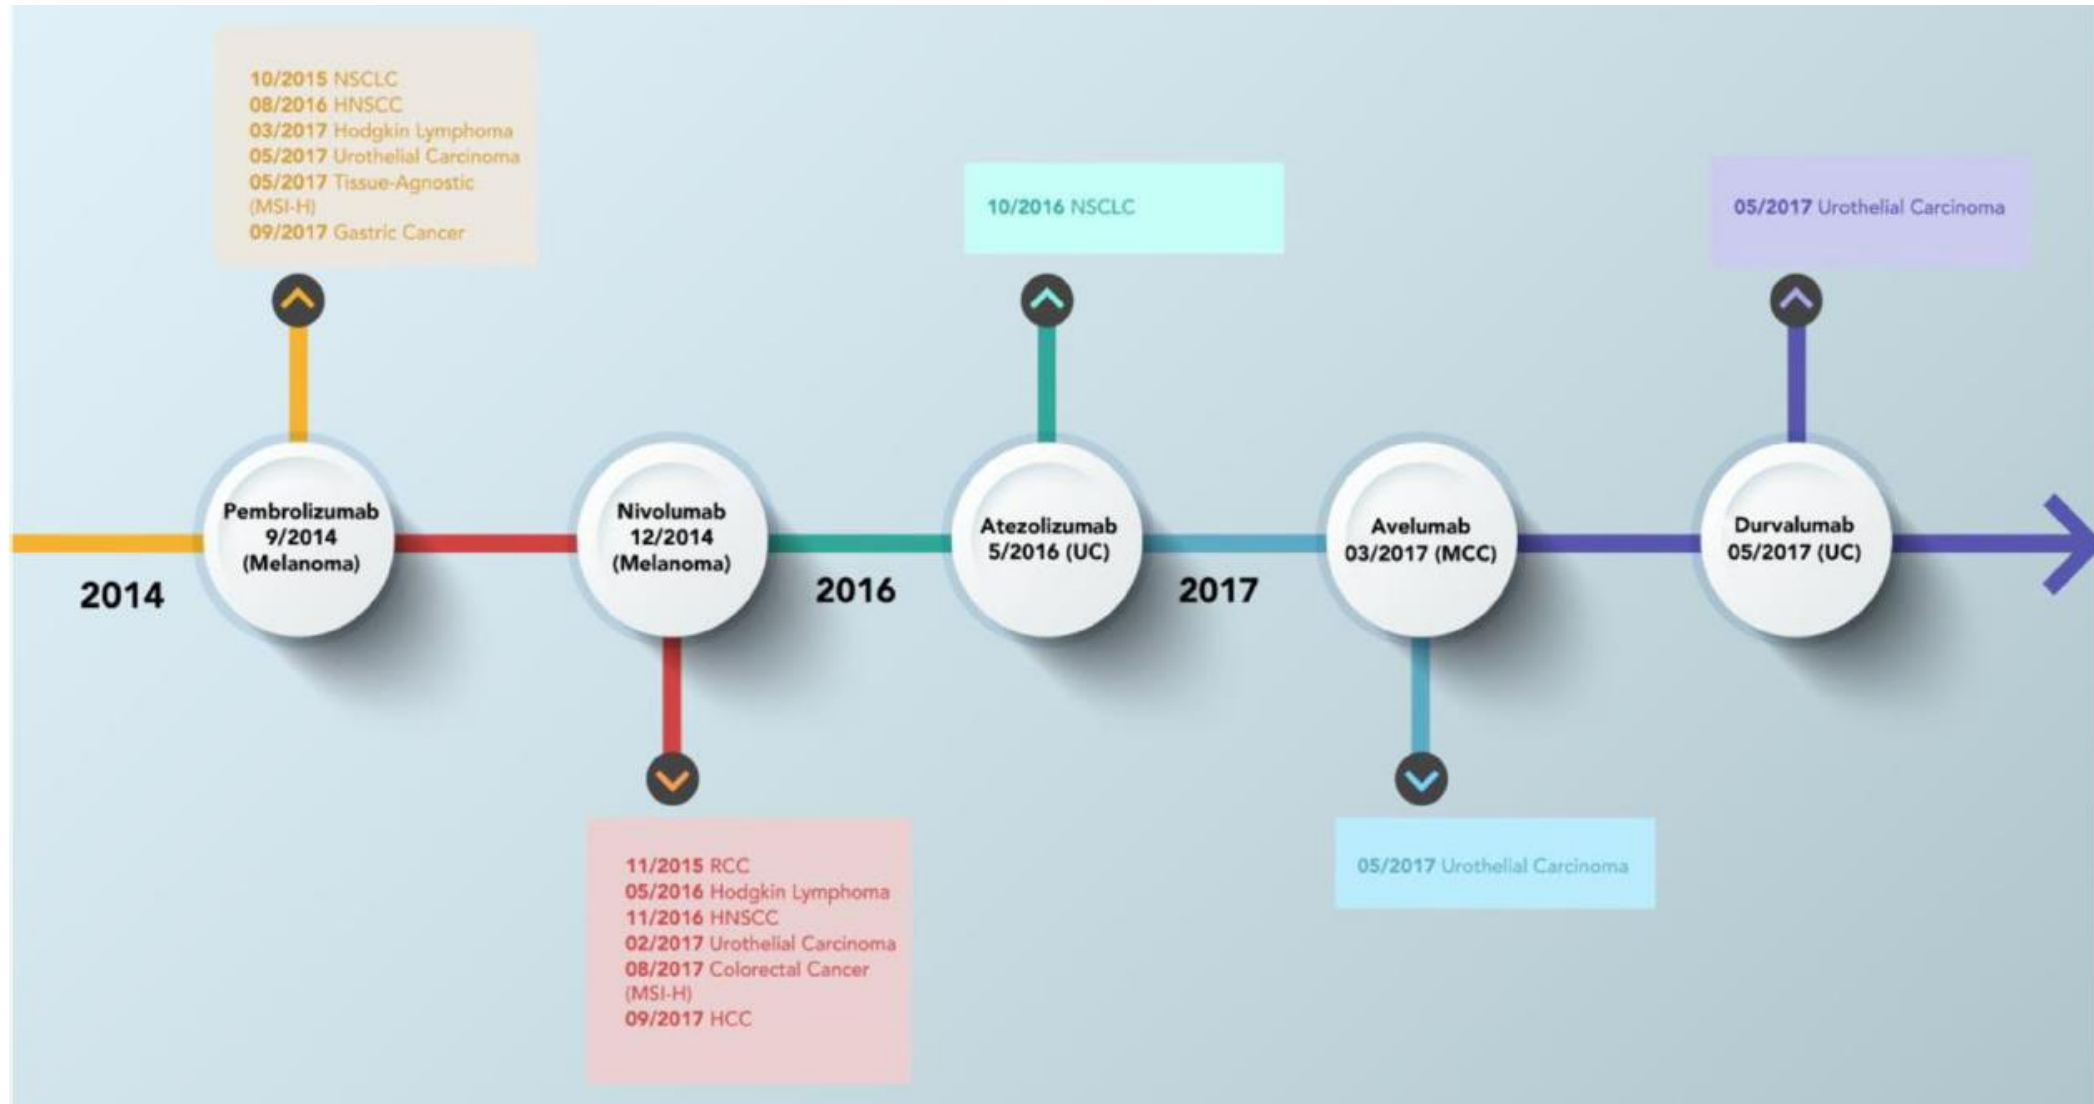 10/2015 NSCLC
08/2016 HNSCC
03/2017 Hodgkin Lymphoma
05/2017 Urothelial Carcinoma
05/2017 Tissue-Agnostic
(MSI-H)
09/2017 Gastric Cancer
10/2016 NSCLC
05/2017 Urothelial Carcinoma
2014
Pembrolizumab
9/2014
(Melanoma)
Nivolumab
12/2014
(Melanoma)
2016
Atezolizumab
5/2016 (UC)
2017
Avelumab
03/2017 (MCC)
Durvalumab
05/2017 (UC)
11/2015 RCC
05/2016 Hodgkin Lymphoma
11/2016 HNSCC
02/2017 Urothelial Carcinoma
08/2017 Colorectal Cancer
(MSI-H)
09/2017 HCC
05/2017 Urothelial Carcinoma